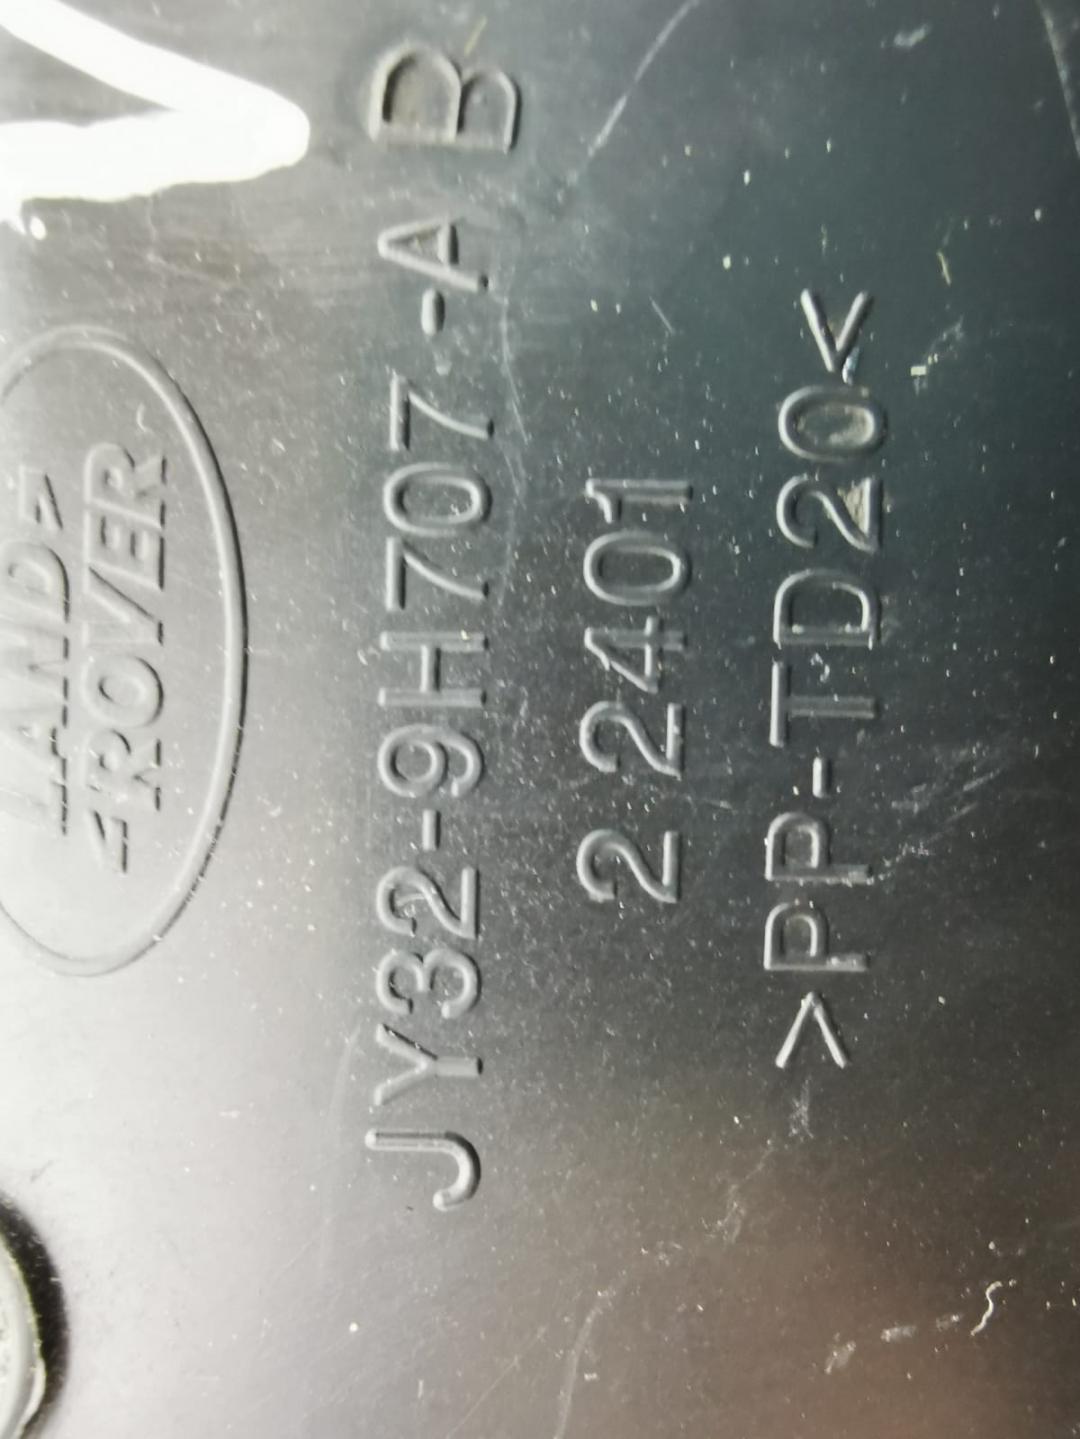 LAND
ROVER
JY32-9H707-AB
2 2401
>PP-TD20<